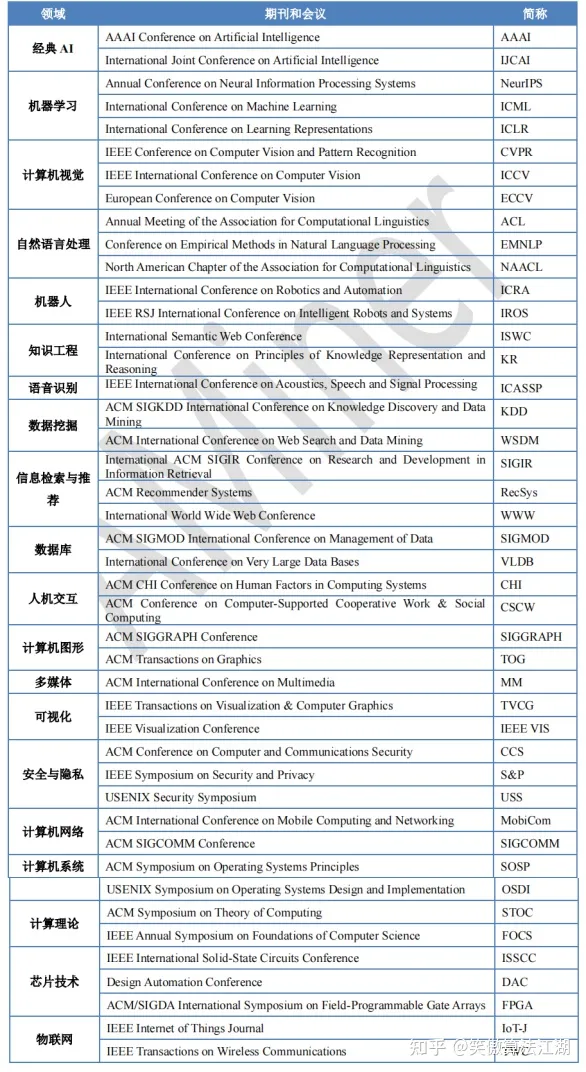 领域 期刊和会议 简称
经典 AI
AAAI Conference on Artificial Intelligence AAAI
International Joint Conference on Artificial Intelligence IJCAI
机器学习
Annual Conference on Neural Information Processing Systems NeurIPS
International Conference on Machine Learning ICML
International Conference on Learning Representations ICLR
计算机视觉
IEEE Conference on Computer Vision and Pattern Recognition CVPR
IEEE International Conference on Computer Vision ICCV
European Conference on Computer Vision ECCV
自然语言处理
Annual Meeting of the Association for Computational Linguistics ACL
Conference on Empirical Methods in Natural Language Processing EMNLP
North American Chapter of the Association for Computational Linguistics NAACL
机器人
IEEE International Conference on Robotics and Automation ICRA
IEEE RSJ International Conference on Intelligent Robots and Systems IROS
知识工程
International Semantic Web Conference ISWC
International Conference on Principles of Knowledge Representation and
Reasoning KR
语音识别 IEEE International Conference on Acoustics, Speech and Signal Processing ICASSP
数据挖掘
ACM SIGKDD International Conference on Knowledge Discovery and Data
Mining KDD
ACM International Conference on Web Search and Data Mining WSDM
信息检索与推
荐
International ACM SIGIR Conference on Research and Development in
Information Retrieval SIGIR
ACM Recommender Systems RecSys
International World Wide Web Conference WWW
数据库
ACM SIGMOD International Conference on Management of Data SIGMOD
International Conference on Very Large Data Bases VLDB
人机交互
ACM CHI Conference on Human Factors in Computing Systems CHI
ACM Conference on Computer-Supported Cooperative Work & Social
Computing CSCW
计算机图形
ACM SIGGRAPH Conference SIGGRAPH
ACM Transactions on Graphics TOG
多媒体 ACM International Conference on Multimedia MM
可视化
IEEE Transactions on Visualization & Computer Graphics TVCG
IEEE Visualization Conference IEEE VIS
安全与隐私
ACM Conference on Computer and Communications Security CCS
IEEE Symposium on Security and Privacy S&P
USENIX Security Symposium USS
计算机网络
ACM International Conference on Mobile Computing and Networking MobiCom
ACM SIGCOMM Conference SIGCOMM
计算机系统 ACM Symposium on Operating Systems Principles SOSP
USENIX Symposium on Operating Systems Design and Implementation OSDI
计算理论
ACM Symposium on Theory of Computing STOC
IEEE Annual Symposium on Foundations of Computer Science FOCS
芯片技术
IEEE International Solid-State Circuits Conference ISSCC
Design Automation Conference DAC
ACM/SIGDA International Symposium on Field-Programmable Gate Arrays FPGA
物联网
IEEE Internet of Things Journal IoT-J
IEEE Transactions on Wireless Communications
AMiner
知乎 @笑傲算法江湖